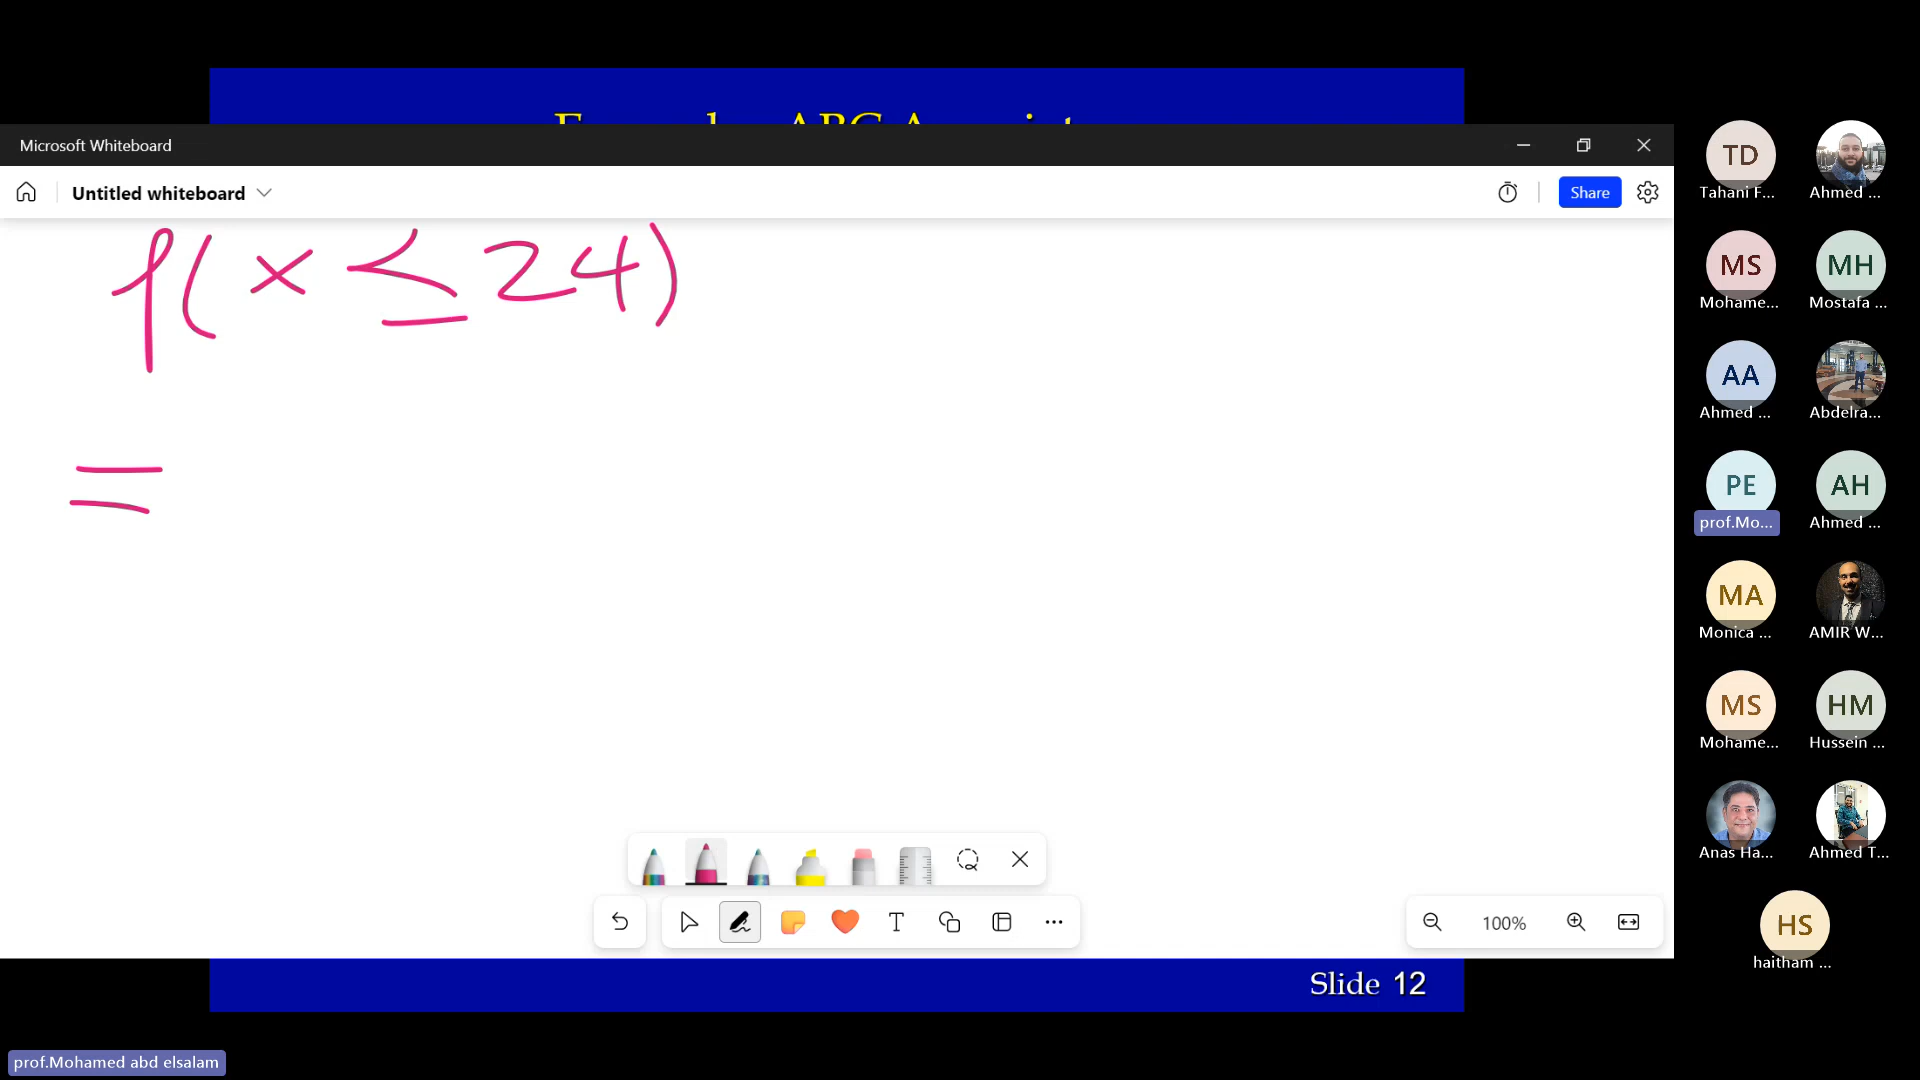 Microsoft Whiteboard
Untitled whiteboard
Share
P(x ≤ 24)
=
100%
Slide 12
TD
Tahani F...
Ahmed ...
MS
Mohame...
MH
Mostafa ...
AA
Ahmed ...
Abdelra...
PE
prof.Mo...
AH
Ahmed ...
MA
Monica ...
AMIR W...
MS
Mohame...
HM
Hussein ...
Anas Ha...
Ahmed T...
HS
haitham ...
prof.Mohamed abd elsalam